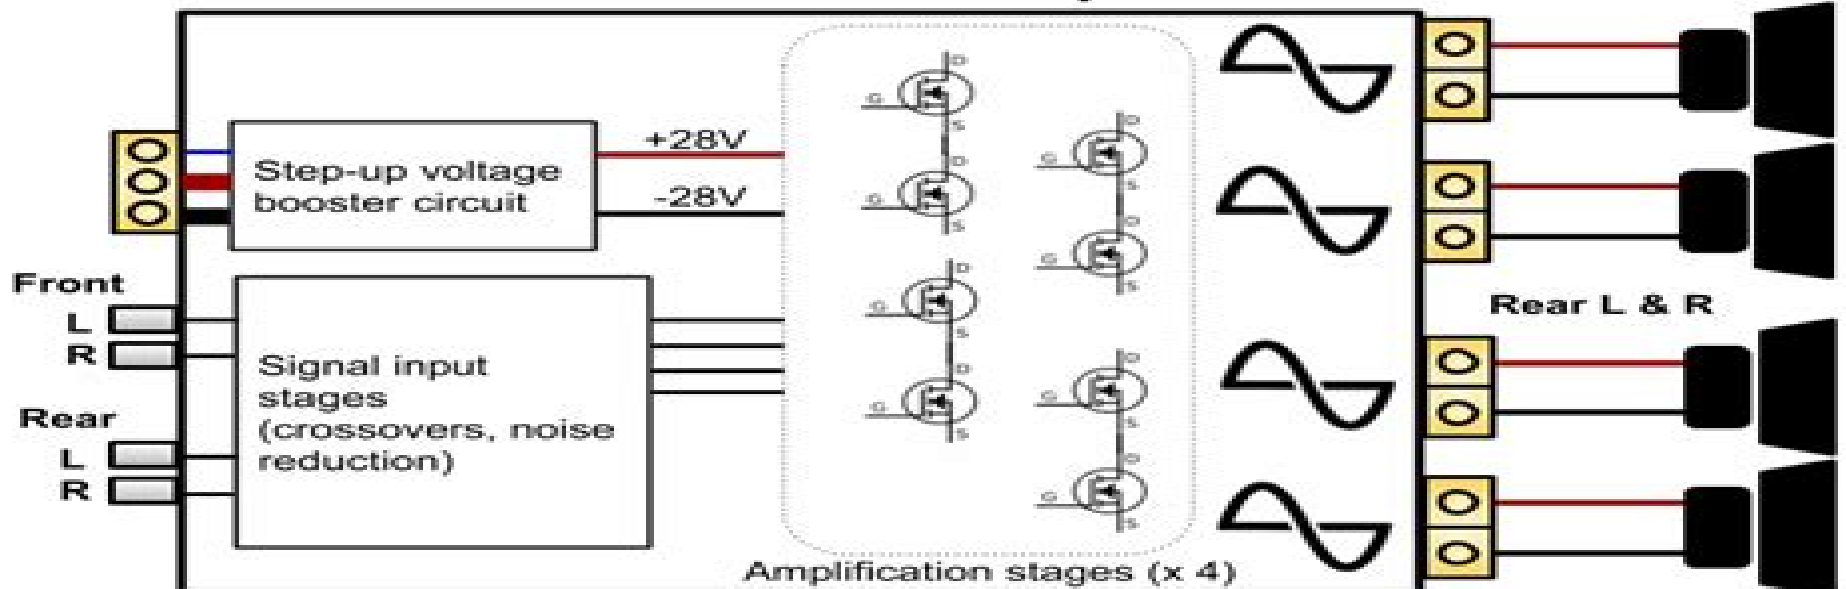 +28V
Step-up voltage
booster circuit
-28V
Front
L
R
Rear
L
R
Signal input
stages
(crossovers, noise
reduction)
Rear L & R
Amplification stages (x 4)
D
G
S
D
G
S
D
G
S
D
G
S
D
G
S
D
G
S
D
G
S
D
G
S